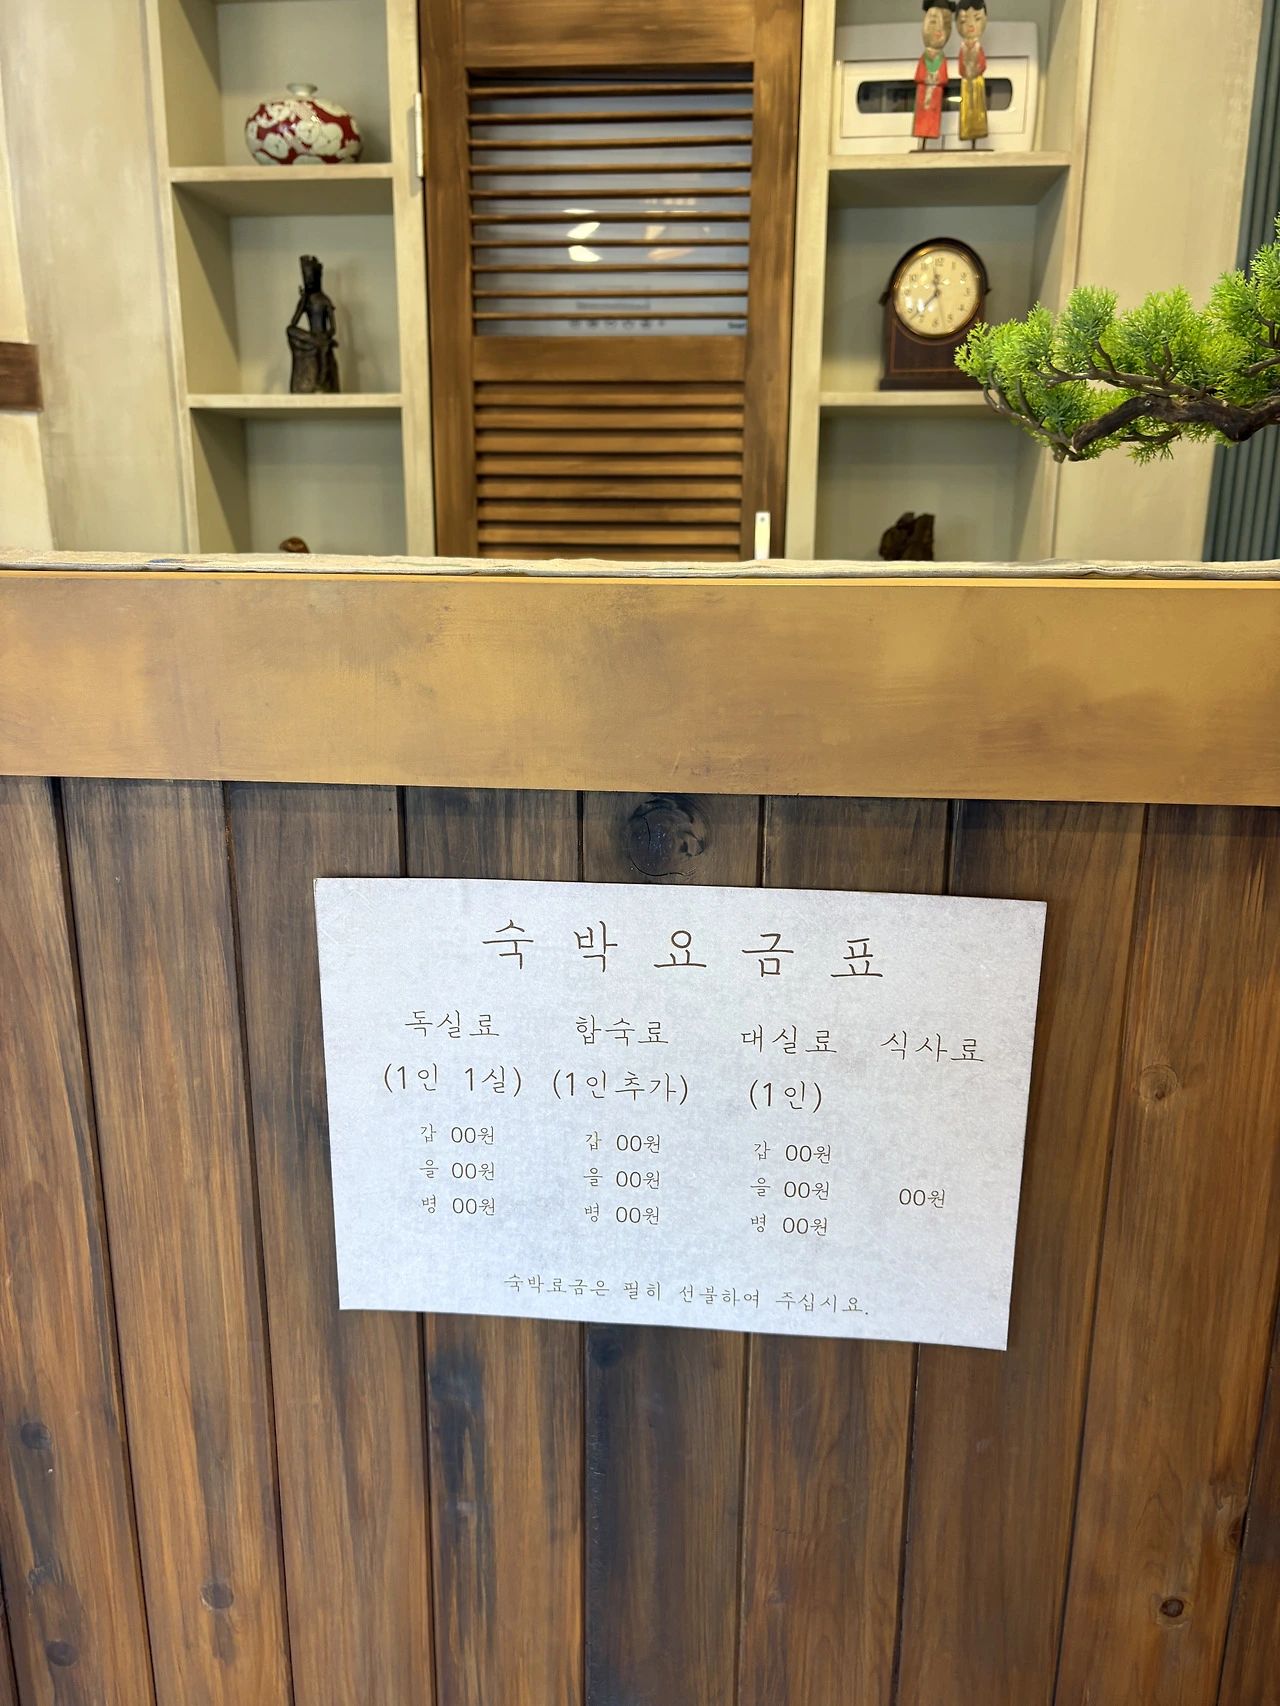 숙박요금표
독실료 합숙료 대실료 식사료
(1인 1실) (1인추가) (1인)
갑 00원 갑 00원 갑 00원
을 00원 을 00원 을 00원 00원
병 00원 병 00원 병 00원
숙박료금은 필히 선불하여 주십시요.